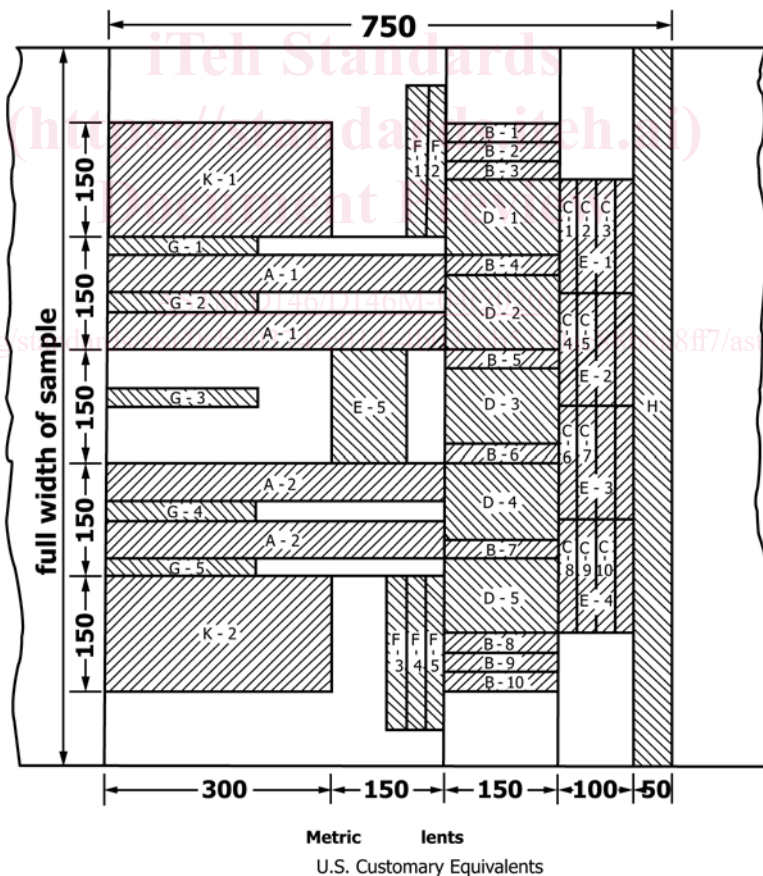 750
iTeh Standards
(https://standards.iteh.ai)
Document Preview
K - 1
F 1
F 2
B - 1
B - 2
B - 3
D - 1
C 1
C 2
C 3
E - 1
150
G - 1
A - 1
B - 4
G - 2
D - 2
A - 1
150
B - 5
C 4
C 5
E - 2
8ff7/ast
full width of sample
G - 3
E - 5
D - 3
H
150
B - 6
C 6
C 7
E - 3
A - 2
G - 4
D - 4
A - 2
B - 7
150
G - 5
C 8
C 9
C 10
E - 4
D - 5
K - 2
F 3
F 4
F 5
B - 8
B - 9
B - 10
150
300 150 150 100 50
Metric lents
U.S. Customary Equivalents